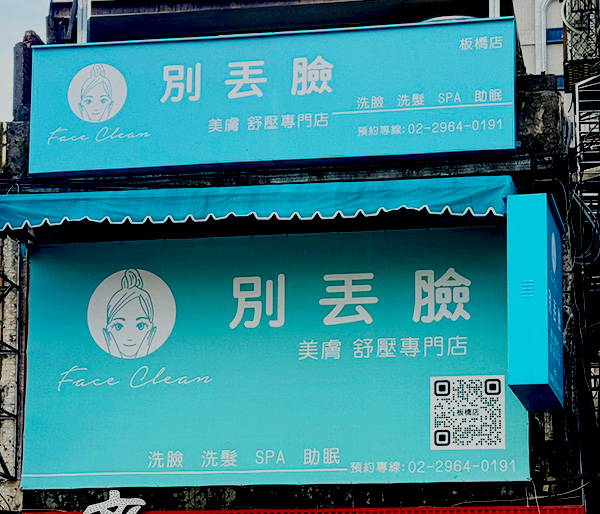 板橋店
別丟臉
美膚 舒壓專門店
洗臉 洗髮 SPA 助眠
預約專線:02-2964-0191
Face Clean
別丟臉
美膚 舒壓專門店
Face Clean
板橋店
洗臉 洗髮 SPA 助眠
預約專線:02-2964-0191
別丟臉